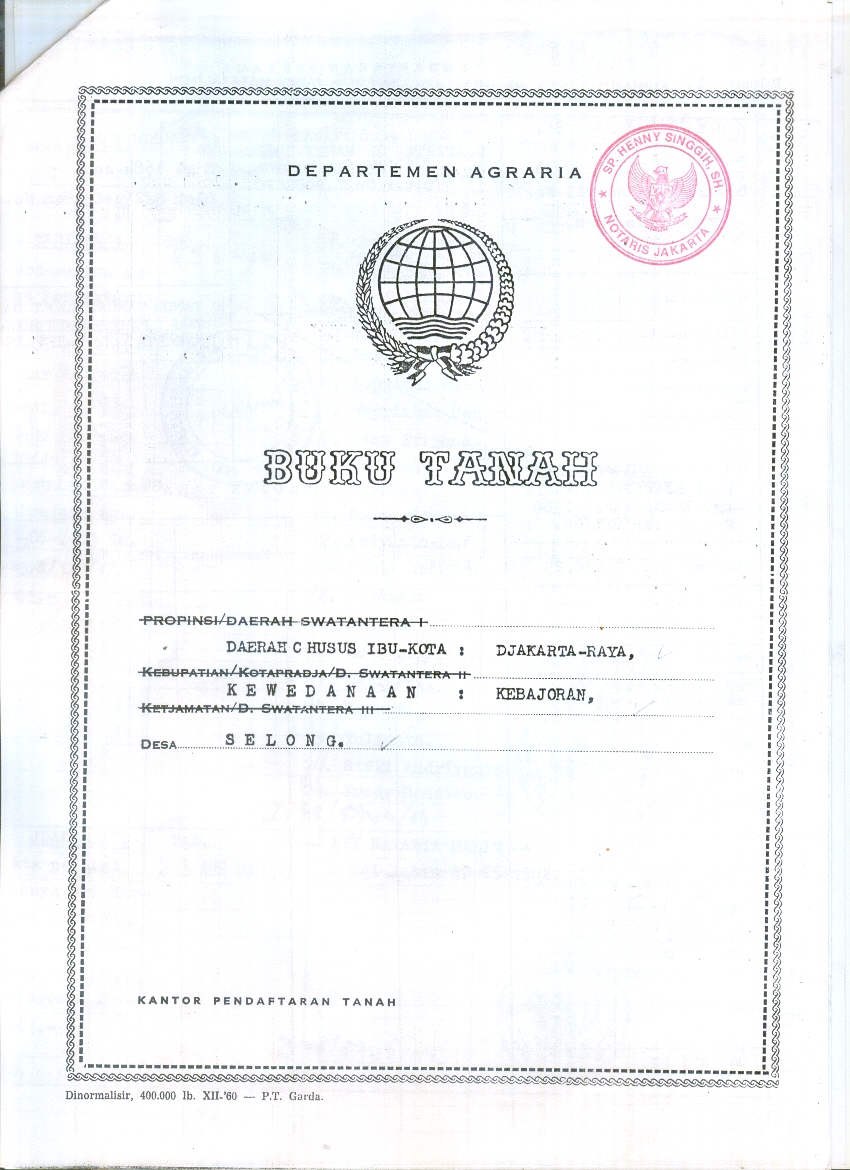 DEPARTEMEN AGRARIA
SP. HENNY SINGGIH, SH.
NOTARIS JAKARTA
BUKU TANAH
PROPINSI/DAERAH SWATANTERA I
DAERAH CHUSUS IBU-KOTA : DJAKARTA-RAYA,
KEBUPATIAN/KOTAPRADJA/D. SWATANTERA II
KEWEDANAAN : KEBAJORAN,
KETJAMATAN/D. SWATANTERA III
DESA SELONG.
KANTOR PENDAFTARAN TANAH
Dinormalisir, 400.000 lb. XII-'60 — P.T. Garda.